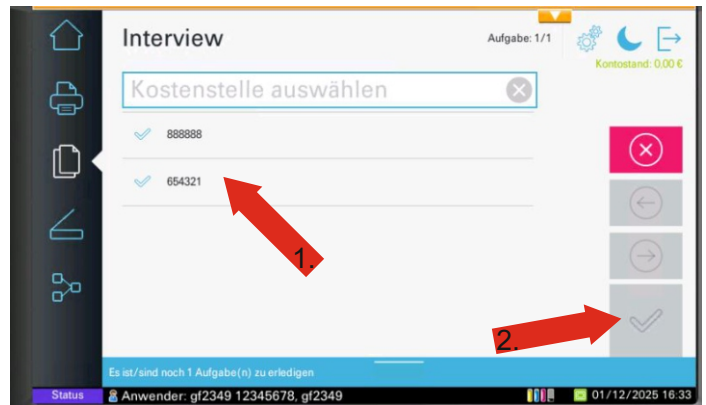 Interview
Aufgabe: 1/1
Kontostand: 0,00 €
Kostenstelle auswählen
888888
654321
1.
2.
Es ist/sind noch 1 Aufgabe(n) zu erledigen
Status
Anwender: gf2349 12345678, gf2349
01/12/2025 16:33